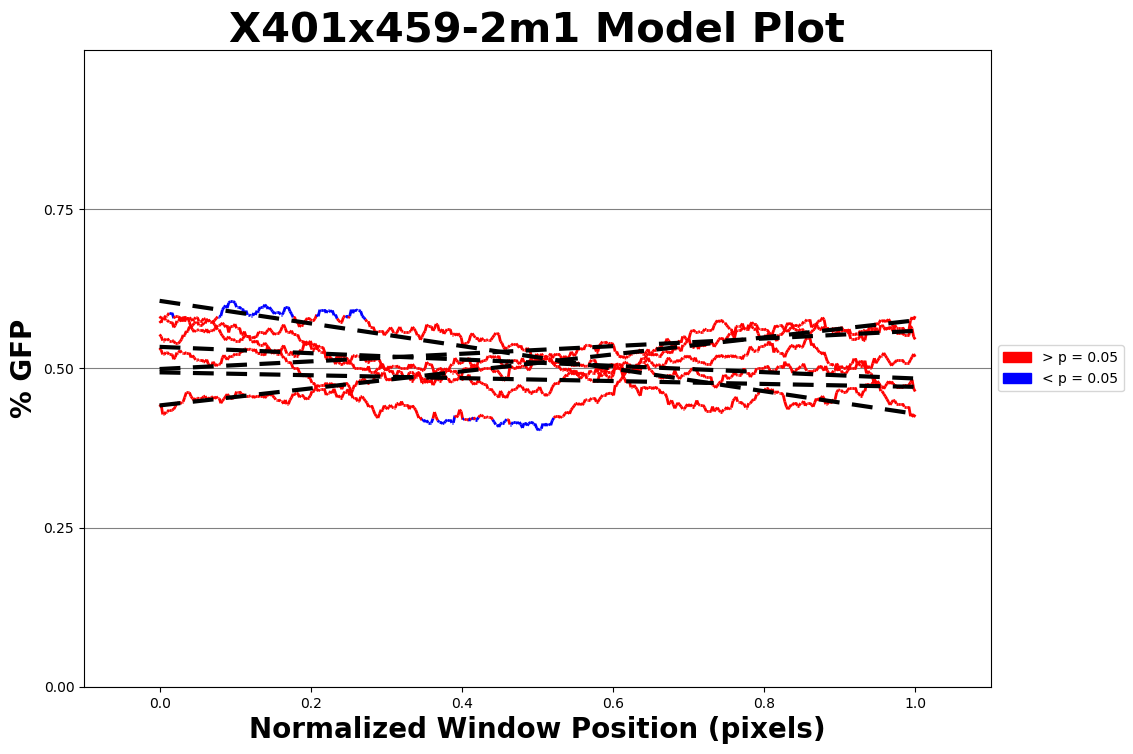 X401x459-2m1 Model Plot
% GFP
0.75
0.50
0.25
0.00
0.0 0.2 0.4 0.6 0.8 1.0
Normalized Window Position (pixels)
> p = 0.05
< p = 0.05